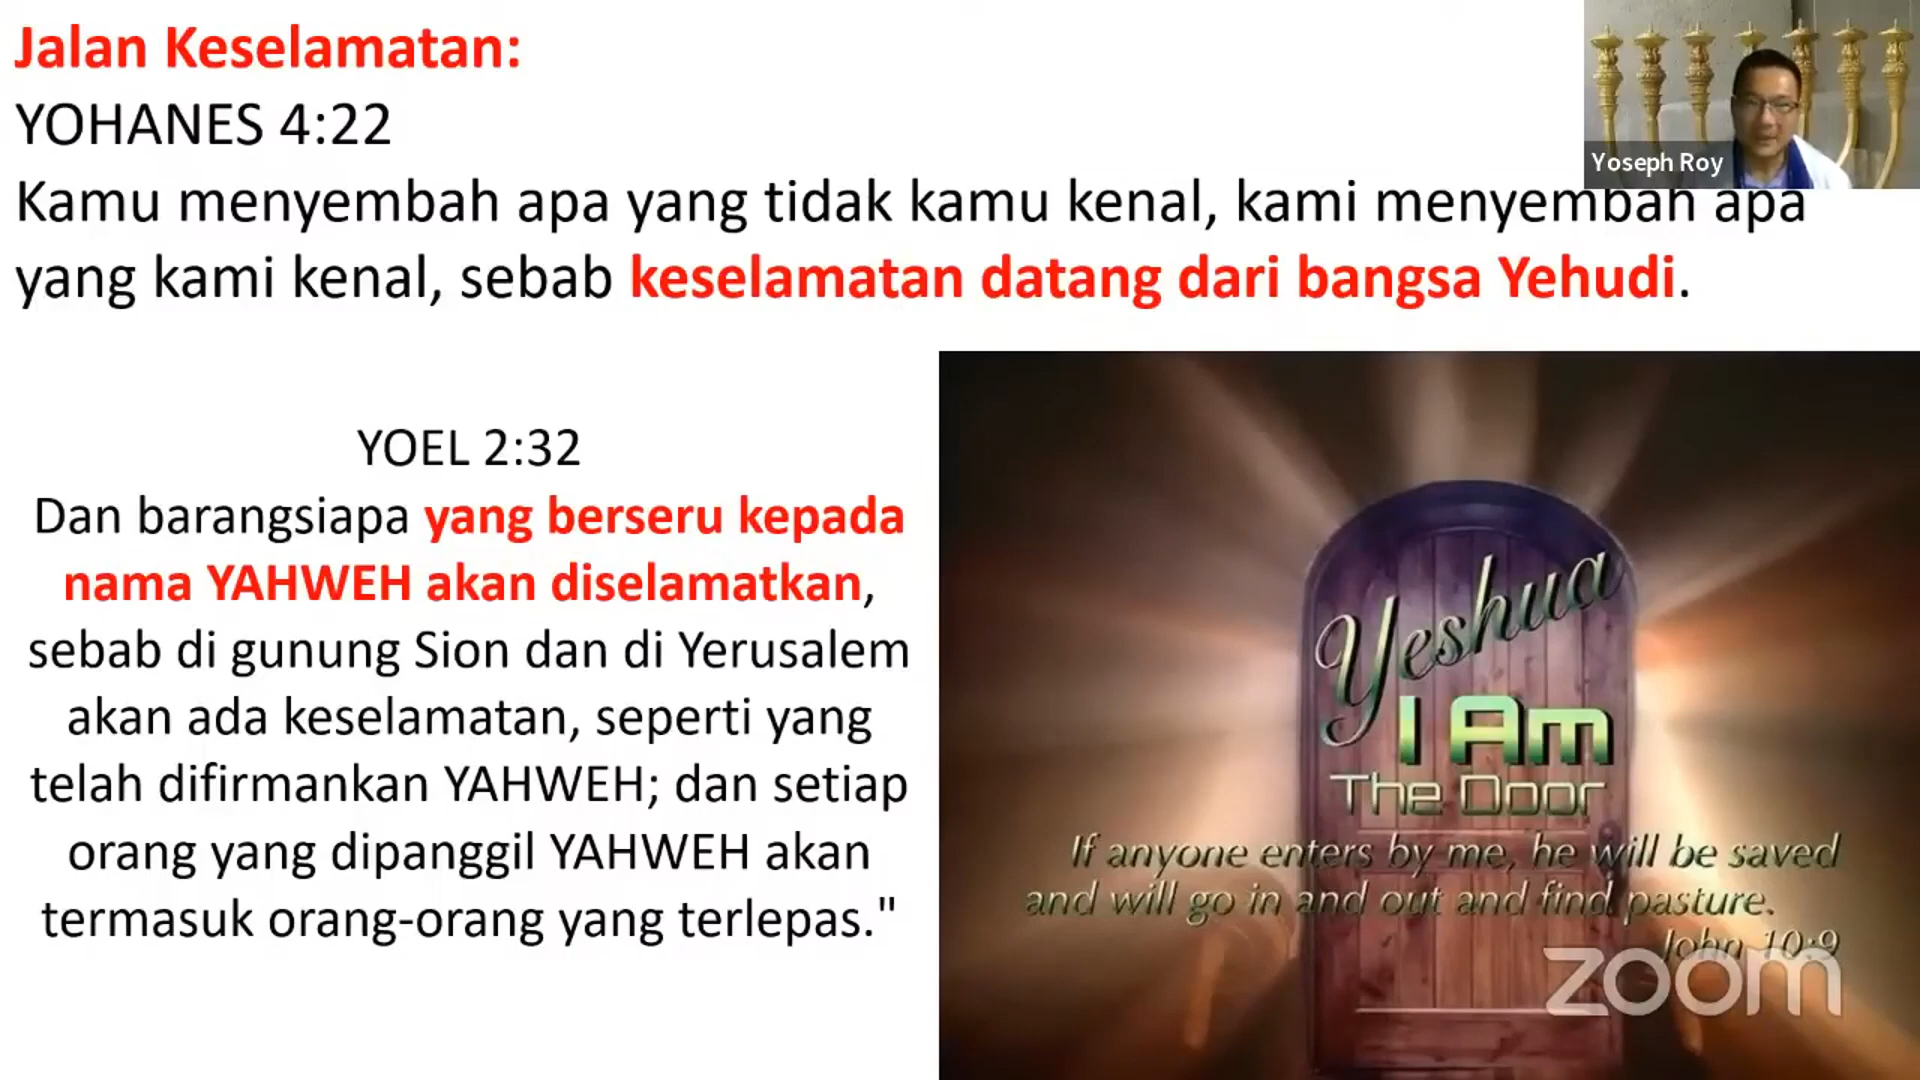 Jalan Keselamatan:
YOHANES 4:22
Kamu menyembah apa yang tidak kamu kenal, kami menyembah apa
yang kami kenal, sebab keselamatan datang dari bangsa Yehudi.
Yoseph Roy
YOEL 2:32
Dan barangsiapa yang berseru kepada
nama YAHWEH akan diselamatkan,
sebab di gunung Sion dan di Yerusalem
akan ada keselamatan, seperti yang
telah difirmankan YAHWEH; dan setiap
orang yang dipanggil YAHWEH akan
termasuk orang-orang yang terlepas."
Yeshua
I Am
The Door
If anyone enters by me, he will be saved
and will go in and out and find pasture.
John 10:9
zoom